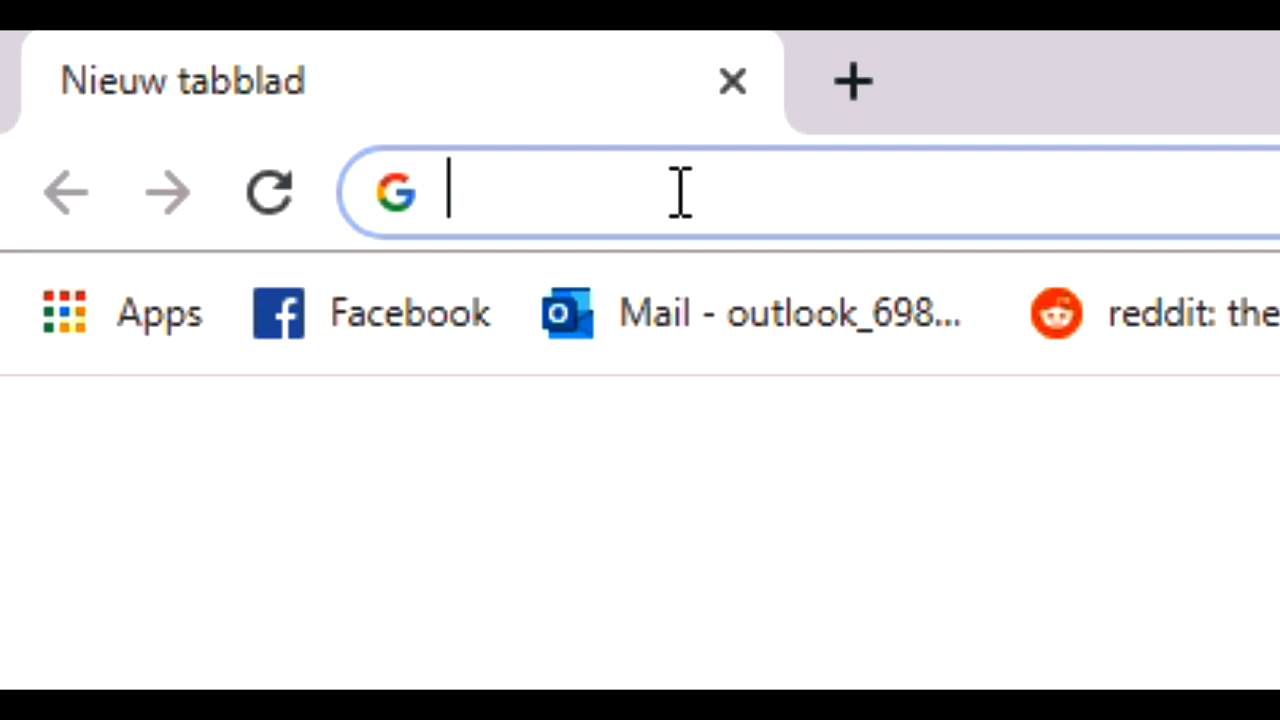 Nieuw tabblad
Apps Facebook Mail - outlook_698... reddit: the